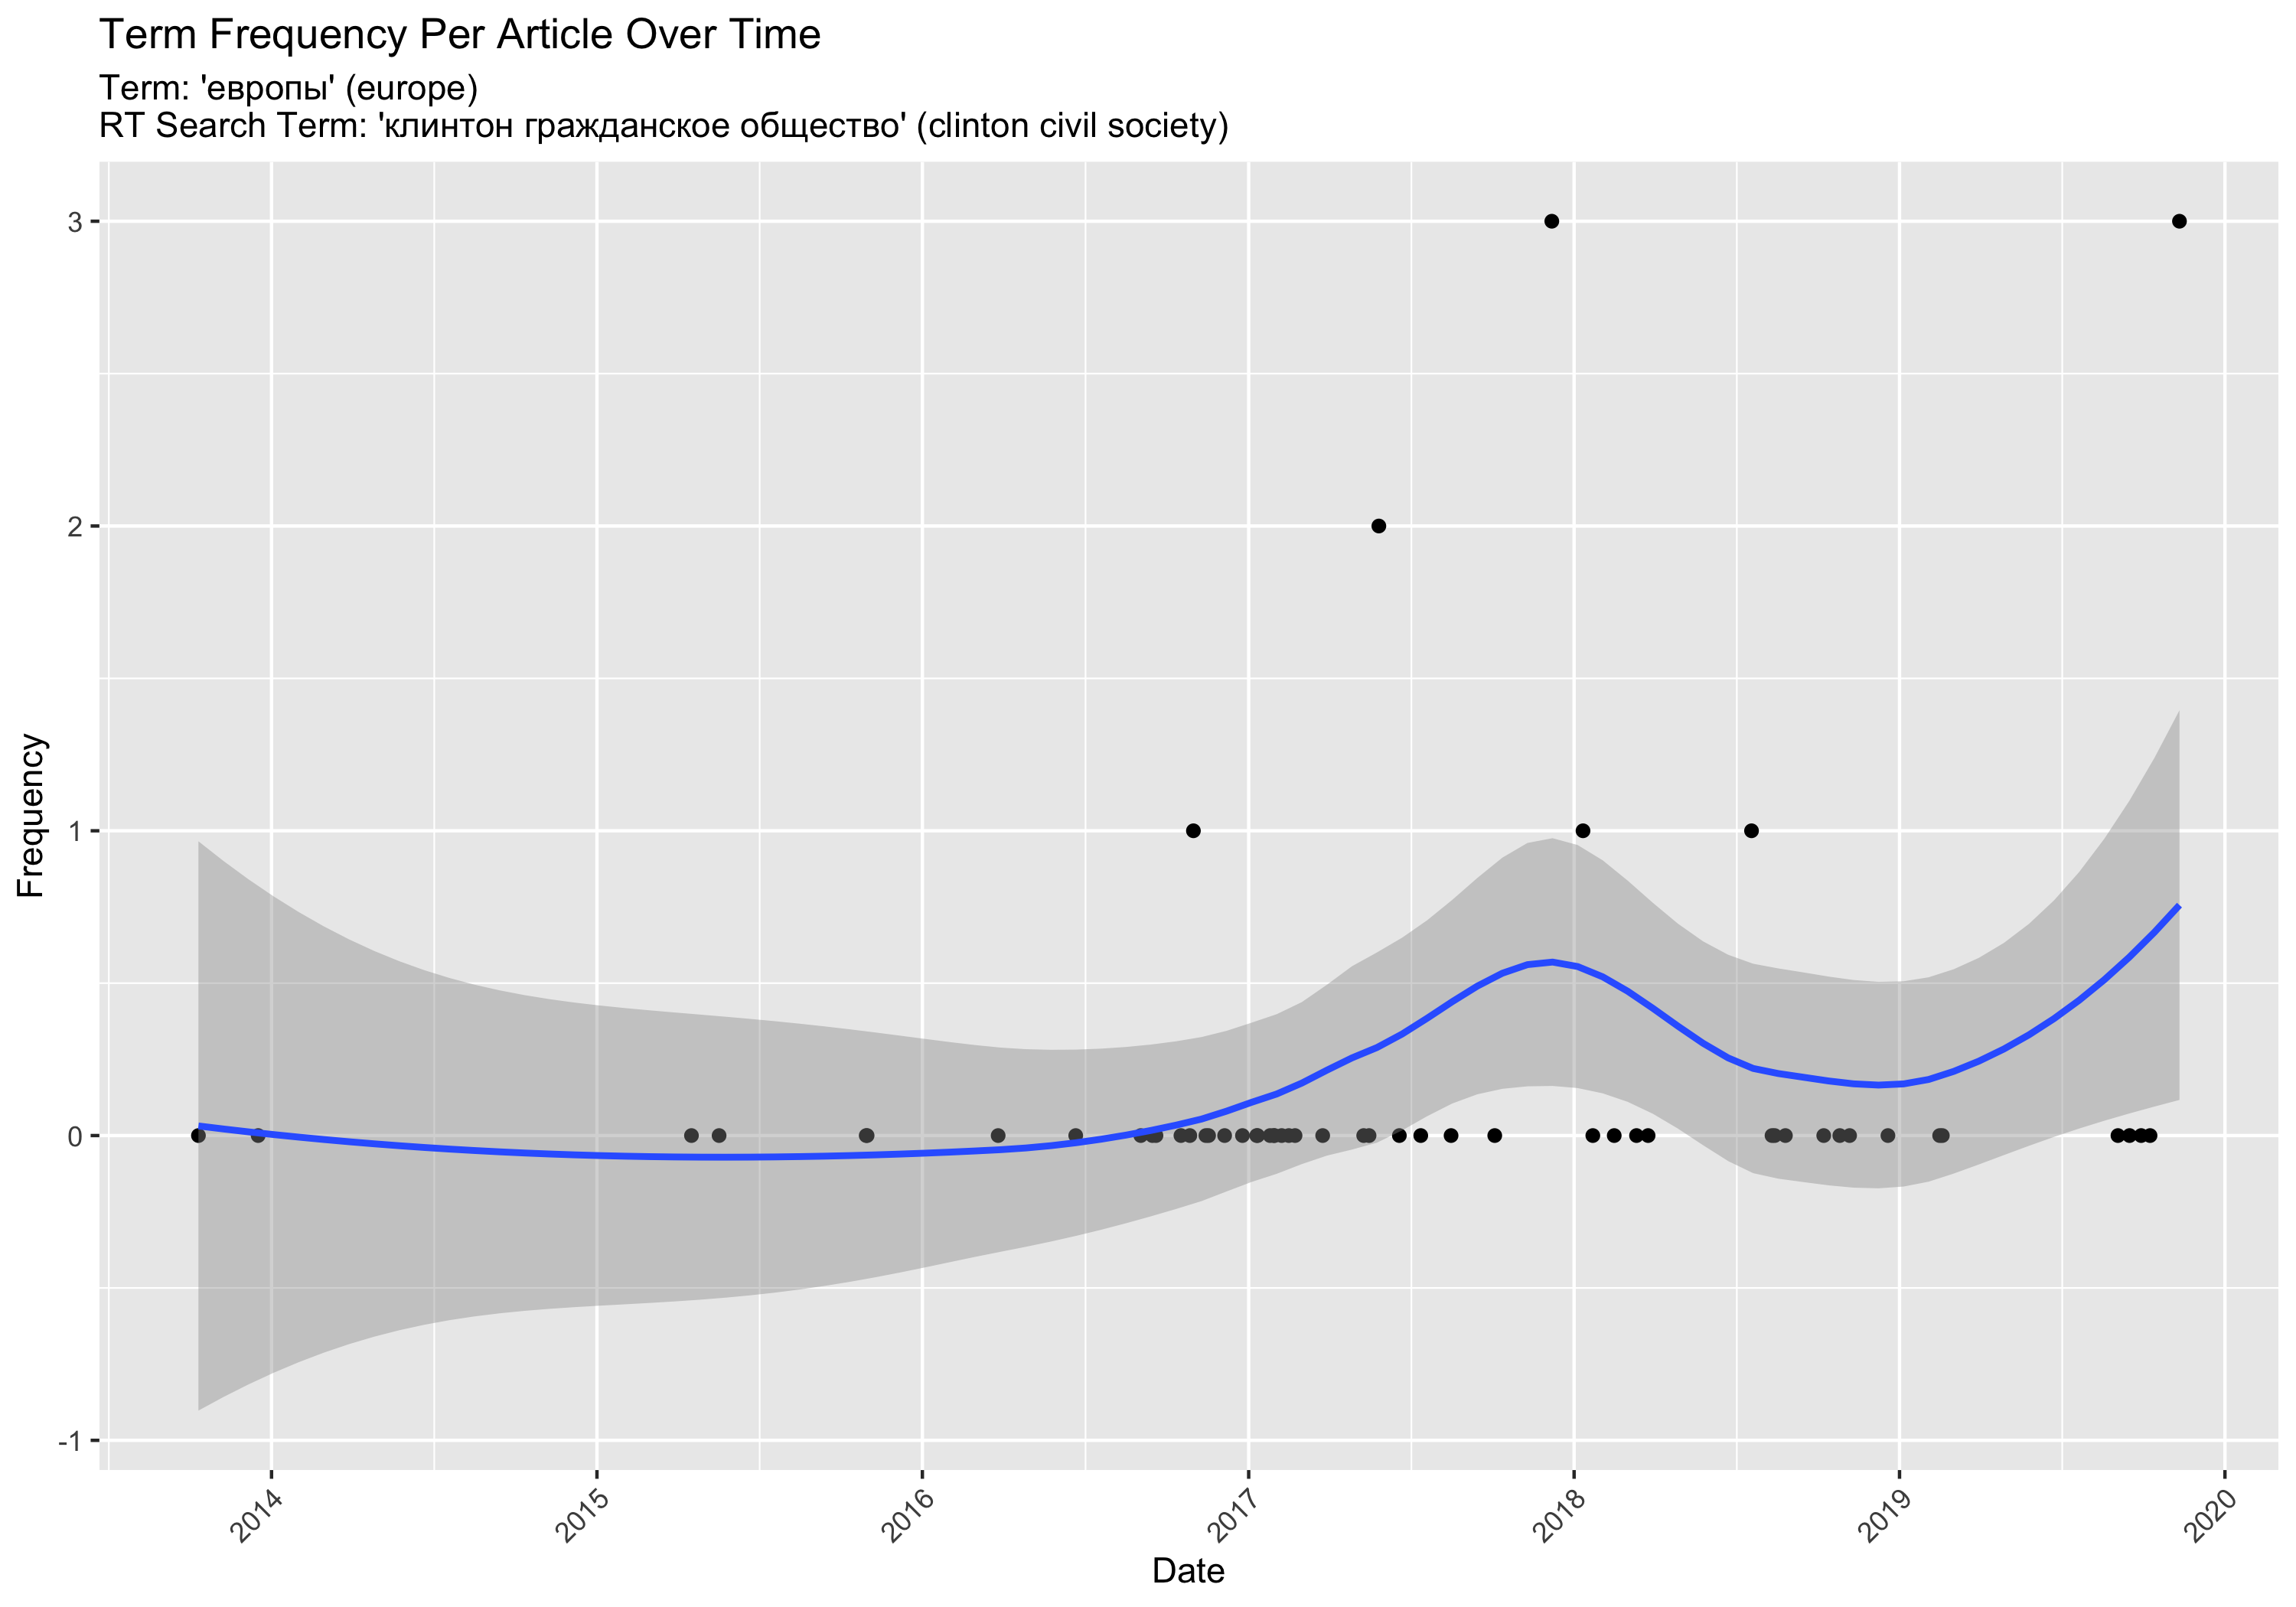 Term Frequency Per Article Over Time
Term: 'европы' (europe)
RT Search Term: 'клинтон гражданское общество' (clinton civil society)
3
2
1
0
-1
Frequency
2014
2015
2016
2017
2018
2019
2020
Date